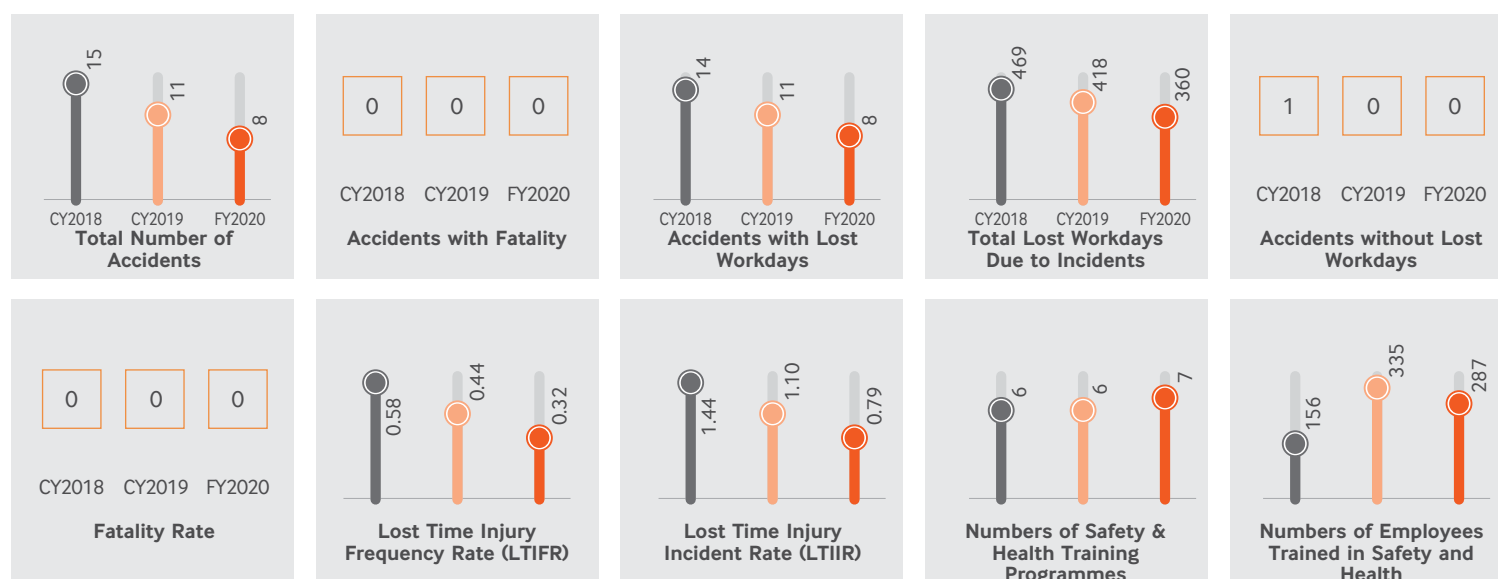 15
11
8
CY2018 CY2019 FY2020
Total Number of
Accidents
0 0 0
CY2018 CY2019 FY2020
Accidents with Fatality
14
11
8
CY2018 CY2019 FY2020
Accidents with Lost
Workdays
469
418
360
CY2018 CY2019 FY2020
Total Lost Workdays
Due to Incidents
1 0 0
CY2018 CY2019 FY2020
Accidents without Lost
Workdays
0 0 0
CY2018 CY2019 FY2020
Fatality Rate
0.58
0.44
0.32
Lost Time Injury
Frequency Rate (LTIFR)
1.44
1.10
0.79
Lost Time Injury
Incident Rate (LTIIR)
6
6
7
Numbers of Safety &
Health Training
Programmes
156
335
287
Numbers of Employees
Trained in Safety and
Health